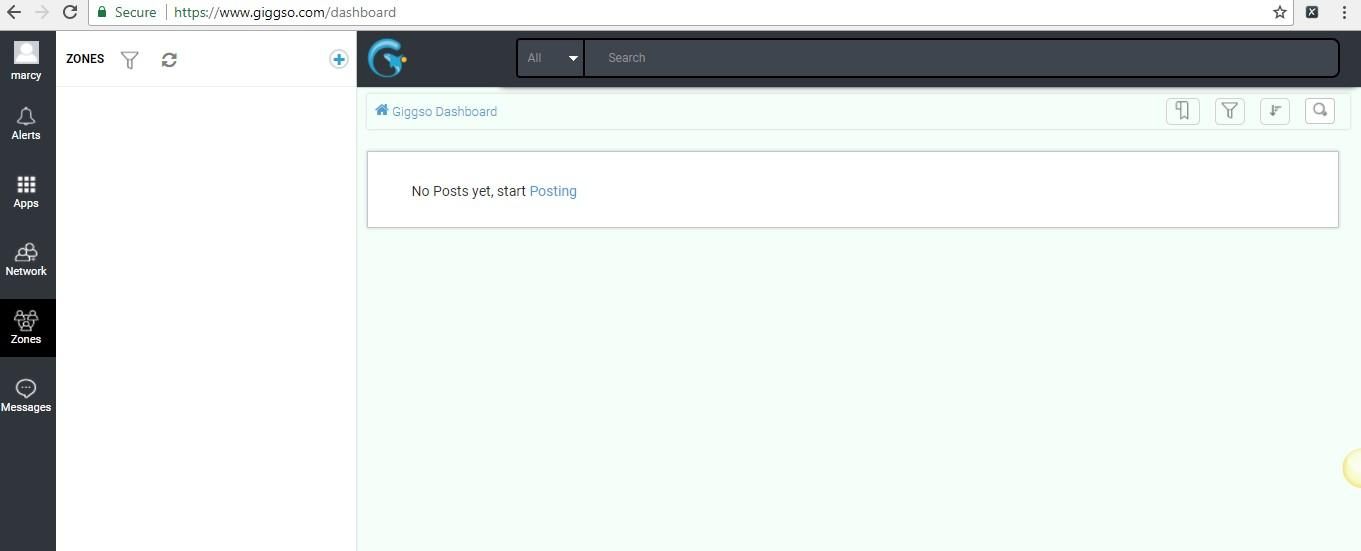 Secure https://www.giggso.com/dashboard
marcy
Alerts
Apps
Network
Zones
Messages
ZONES
All Search
Giggso Dashboard
No Posts yet, start Posting